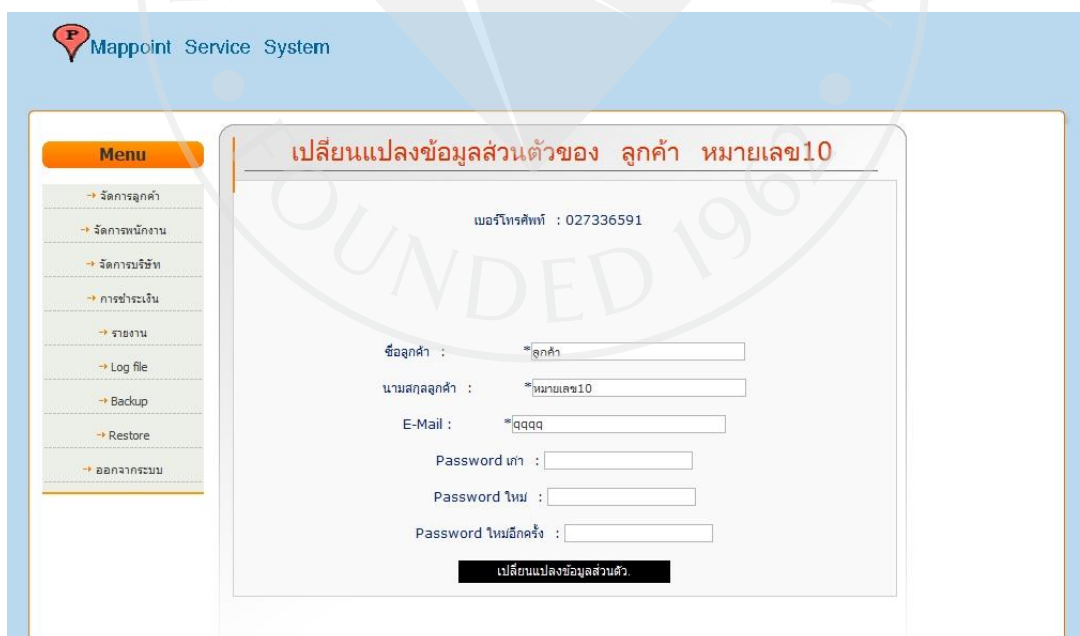 P
Mappoint Service System
Menu
→ จัดการลูกค้า
→ จัดการพนักงาน
→ จัดการบริษัท
→ การชำระเงิน
→ รายงาน
→ Log file
→ Backup
→ Restore
→ ออกจากระบบ
เปลี่ยนแปลงข้อมูลส่วนตัวของ ลูกค้า หมายเลข10
เบอร์โทรศัพท์ : 027336591
ชื่อลูกค้า : *ลูกค้า
นามสกุลลูกค้า : *หมายเลข10
E-Mail : *qqqq
Password เก่า :
Password ใหม่ :
Password ใหม่อีกครั้ง :
เปลี่ยนแปลงข้อมูลส่วนตัว.
FOUNDED 1962